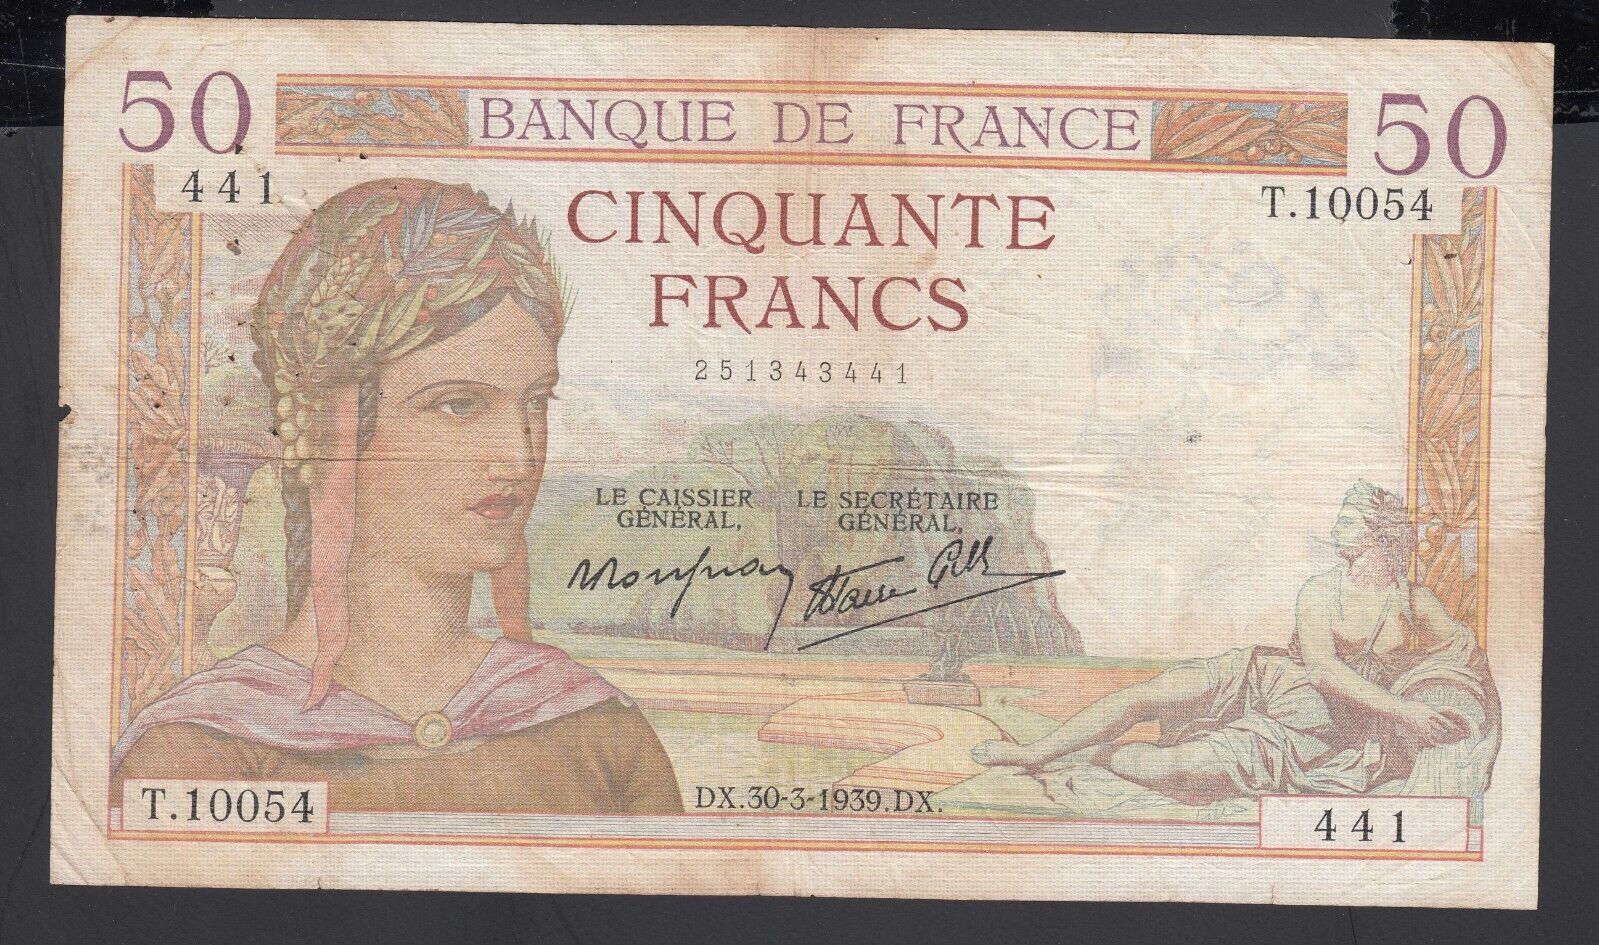 50 BANQUE DE FRANCE 50
441 T.10054
CINQUANTE
FRANCS
251343441
LE CAISSIER
GÉNÉRAL,
LE SECRÉTAIRE
GÉNÉRAL,
DX.30-3-1939.DX.
T.10054
441